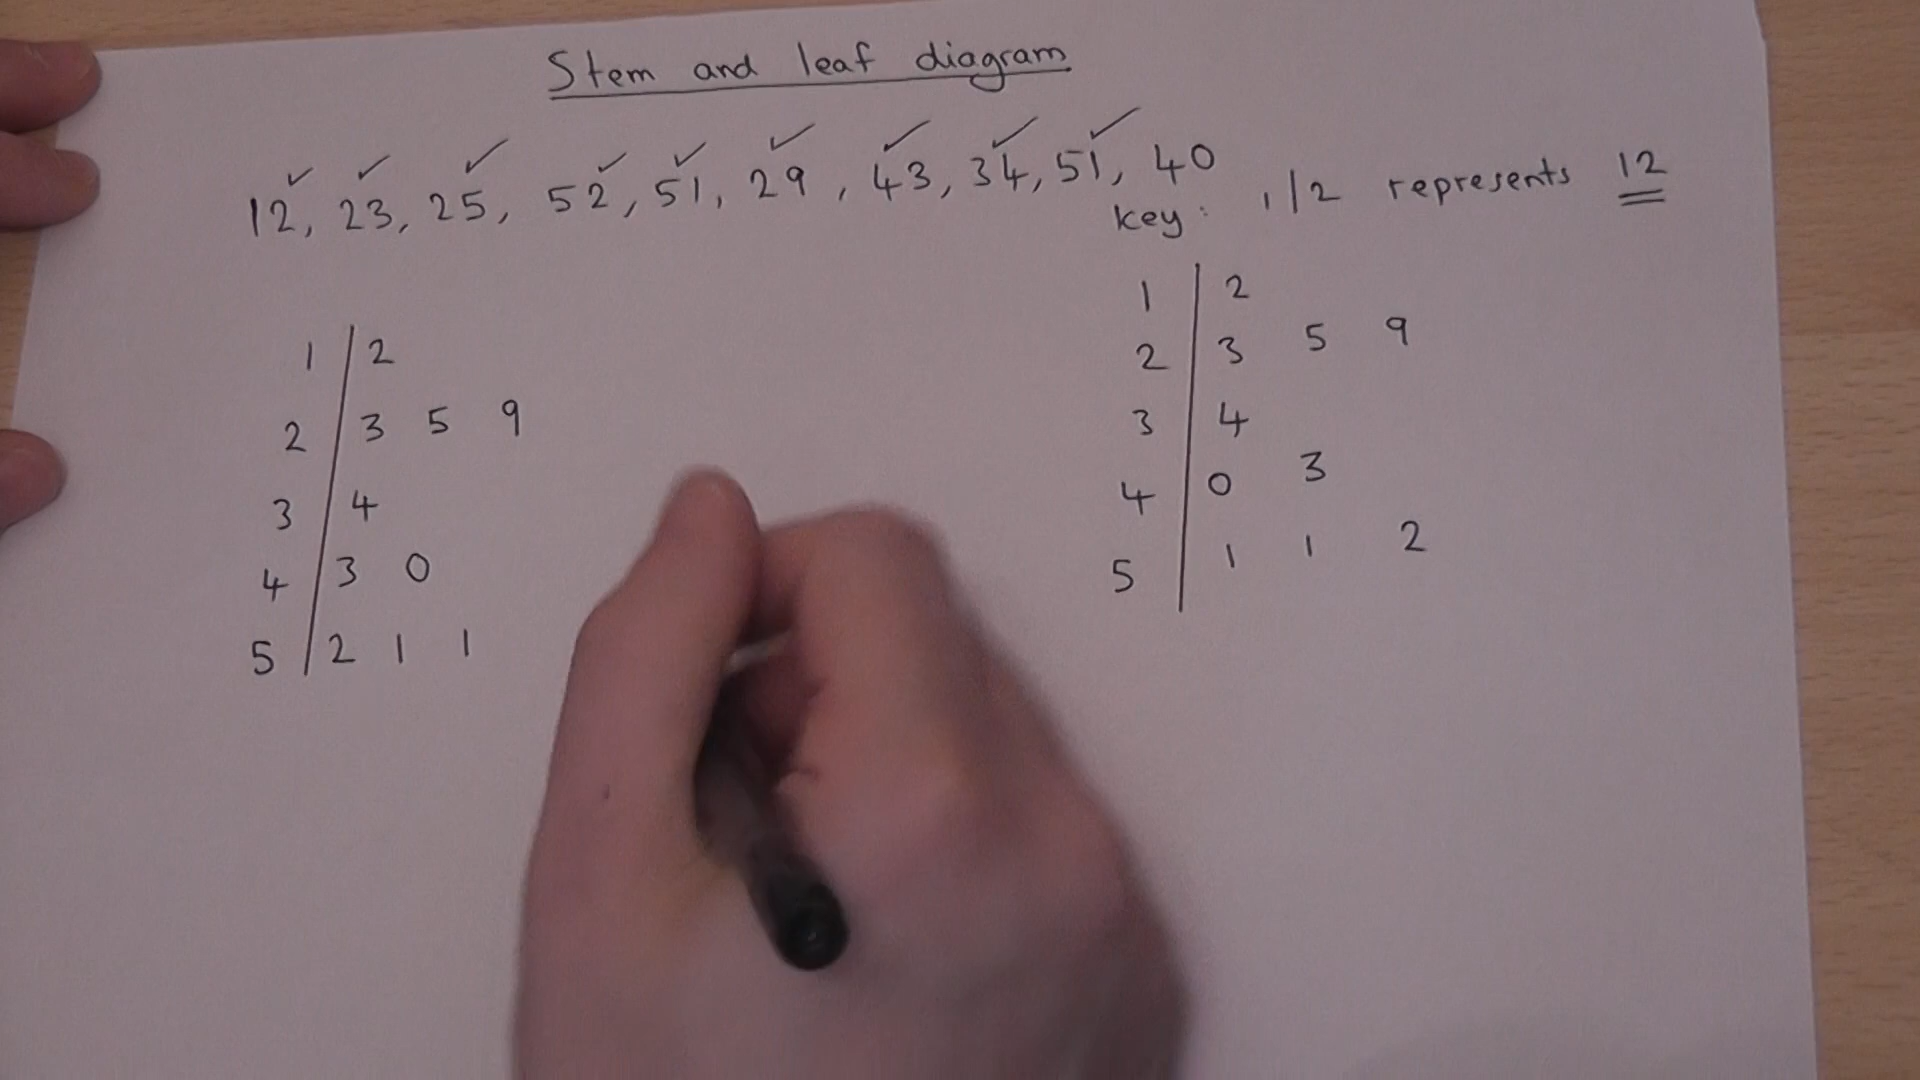 Stem and leaf diagram
12, 23, 25, 52, 51, 29, 43, 34, 51, 40
key: 1|2 represents 12
1 | 2
2 | 3 5 9
3 | 4
4 | 3 0
5 | 2 1 1
1 | 2
2 | 3 5 9
3 | 4
4 | 0 3
5 | 1 1 2